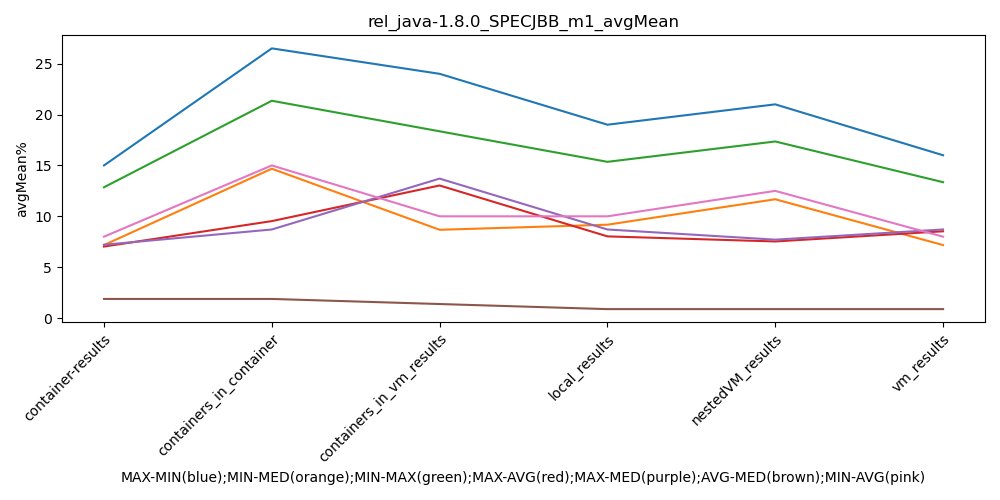 rel_java-1.8.0_SPECJBB_m1_avgMean
avgMean%
25
20
15
10
5
0
container-results
containers_in_container
containers_in_vm_results
local_results
nestedVM_results
vm_results
MAX-MIN(blue);MIN-MED(orange);MIN-MAX(green);MAX-AVG(red);MAX-MED(purple);AVG-MED(brown);MIN-AVG(pink)